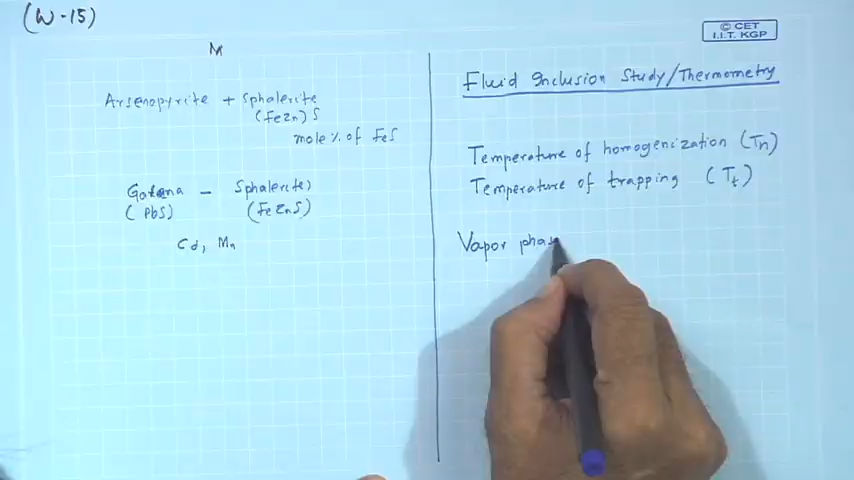 (W-15)
© CET
I.I.T. KGP
M
Arsenopyrite + Sphalerite
(FeZn)S
mole % of FeS
Galena - Sphalerite
(PbS) (FeZnS)
Cd, Mn
Fluid Inclusion Study/Thermometry
Temperature of homogenization (Th)
Temperature of trapping (Tt)
Vapor phas